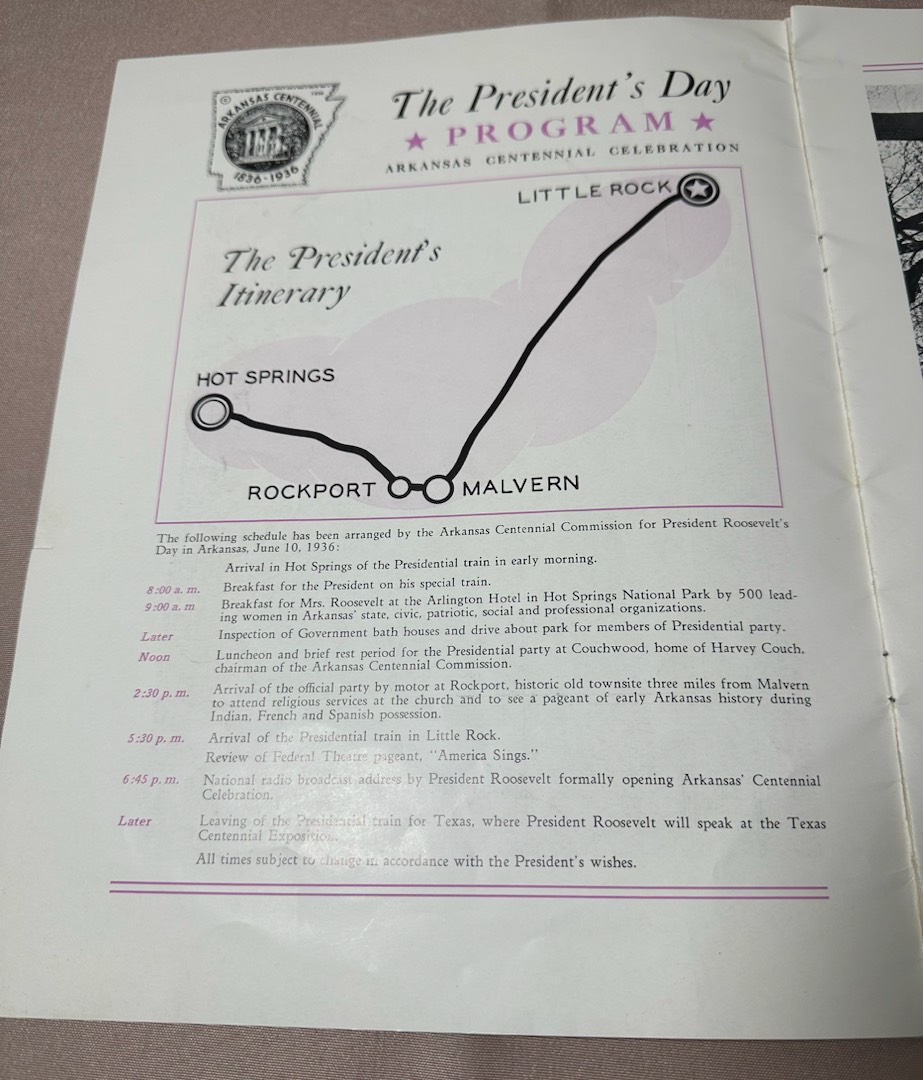 ARKANSAS CENTENNIAL
1836-1936
The President's Day
★ PROGRAM ★
ARKANSAS CENTENNIAL CELEBRATION
LITTLE ROCK
The President's
Itinerary
HOT SPRINGS
ROCKPORT
MALVERN
The following schedule has been arranged by the Arkansas Centennial Commission for President Roosevelt's
Day in Arkansas, June 10, 1936:
Arrival in Hot Springs of the Presidential train in early morning.
8:00 a. m. Breakfast for the President on his special train.
9:00 a. m Breakfast for Mrs. Roosevelt at the Arlington Hotel in Hot Springs National Park by 500 lead-
ing women in Arkansas' state, civic, patriotic, social and professional organizations.
Later Inspection of Government bath houses and drive about park for members of Presidential party.
Noon Luncheon and brief rest period for the Presidential party at Couchwood, home of Harvey Couch,
chairman of the Arkansas Centennial Commission.
2:30 p. m. Arrival of the official party by motor at Rockport, historic old townsite three miles from Malvern
to attend religious services at the church and to see a pageant of early Arkansas history during
Indian, French and Spanish possession.
5:30 p. m. Arrival of the Presidential train in Little Rock.
Review of Federal Theatre pageant, "America Sings."
6:45 p. m. National radio broadcast address by President Roosevelt formally opening Arkansas' Centennial
Celebration.
Later Leaving of the Presidential train for Texas, where President Roosevelt will speak at the Texas
Centennial Exposition.
All times subject to change in accordance with the President's wishes.